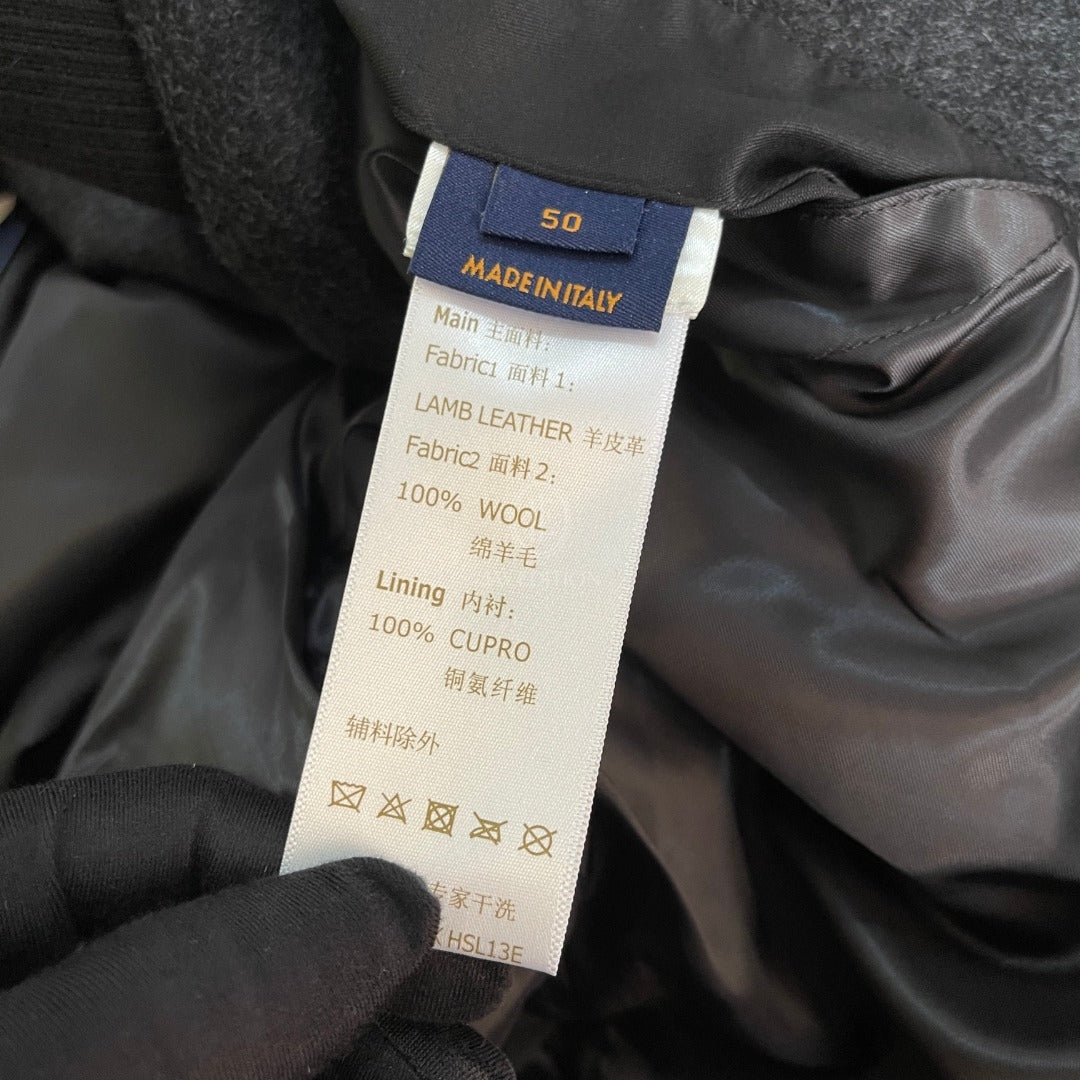 50
MADE IN ITALY
Main 主面料:
Fabric1 面料1:
LAMB LEATHER 羊皮革
Fabric2 面料2:
100% WOOL
绵羊毛
Lining 内衬:
100% CUPRO
铜氨纤维
辅料除外
专家干洗
HSL13E